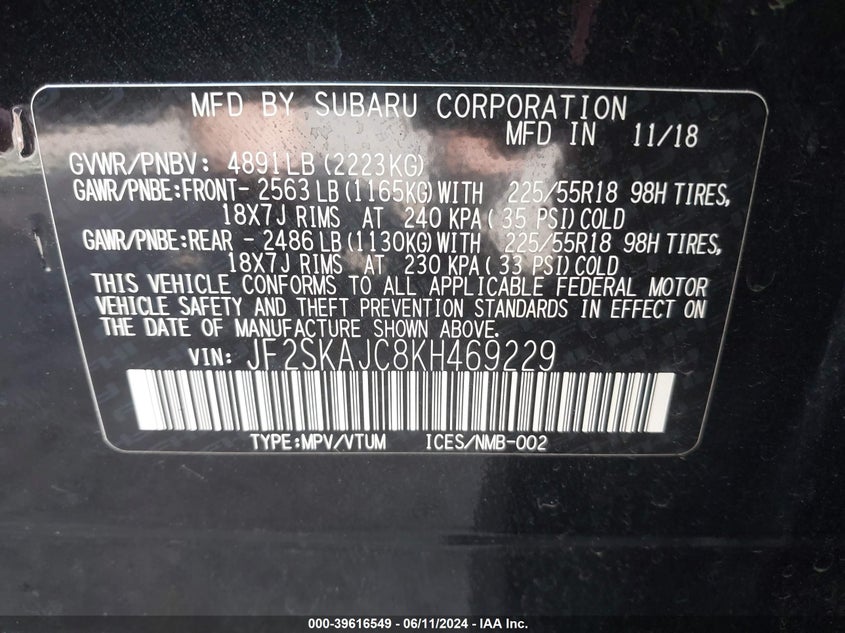 MFD BY SUBARU CORPORATION
MFD IN 11/18
GVWR/PNBV: 4891LB (2223KG)
GAWR/PNBE:FRONT- 2563 LB (1165KG) WITH 225/55R18 98H TIRES,
18X7J RIMS AT 240 KPA( 35 PSI) COLD
GAWR/PNBE:REAR - 2486 LB (1130KG) WITH 225/55R18 98H TIRES,
18X7J RIMS AT 230 KPA( 33 PSI) COLD
THIS VEHICLE CONFORMS TO ALL APPLICABLE FEDERAL MOTOR
VEHICLE SAFETY AND THEFT PREVENTION STANDARDS IN EFFECT ON
THE DATE OF MANUFACTURE SHOWN ABOVE.
VIN: JF2SKAJC8KH469229
TYPE:MPV/VTUM ICES/NMB-002
000-39616549 - 06/11/2024 - IAA Inc.